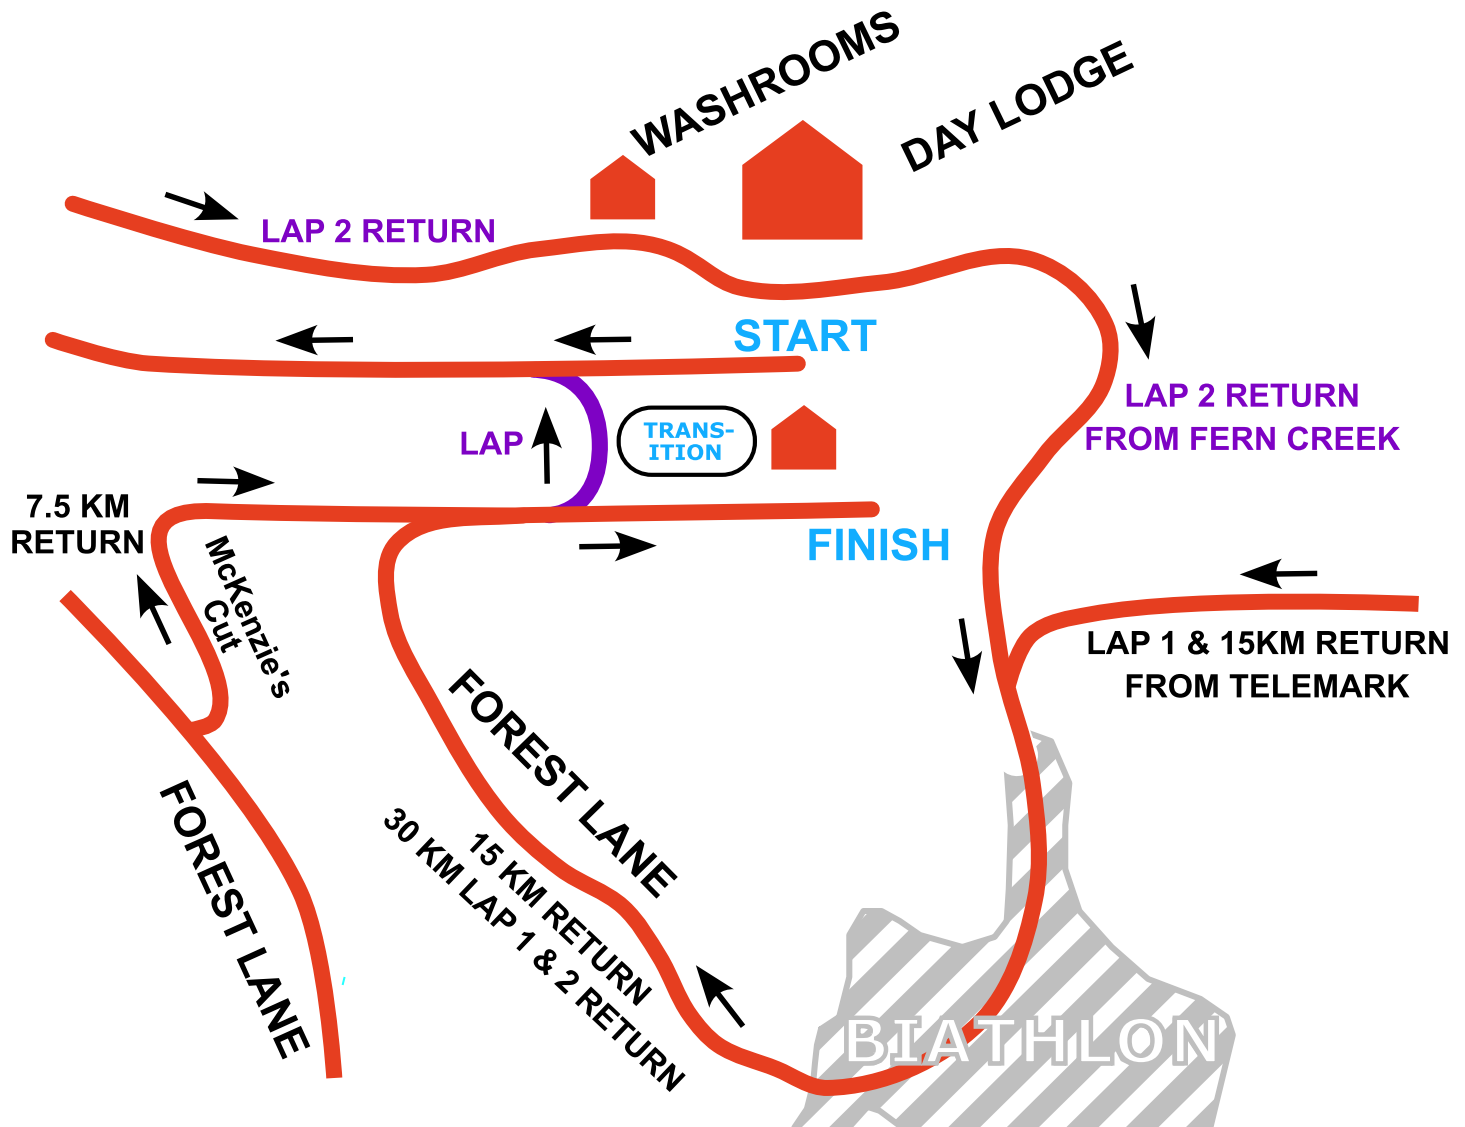 WASHROOMS
DAY LODGE
LAP 2 RETURN
START
LAP 2 RETURN
FROM FERN CREEK
LAP
TRANS-
ITION
7.5 KM
RETURN
FINISH
McKenzie's
Cut
LAP 1 & 15KM RETURN
FROM TELEMARK
FOREST LANE
15 KM RETURN
30 KM LAP 1 & 2 RETURN
FOREST LANE
BIATHLON